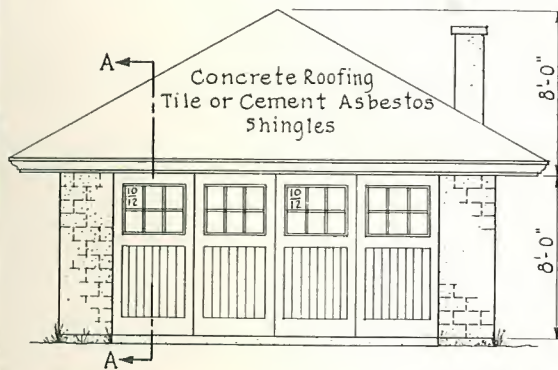 A
Concrete Roofing
Tile or Cement Asbestos
Shingles
8'-0"
10
12
10
12
8'-0"
A